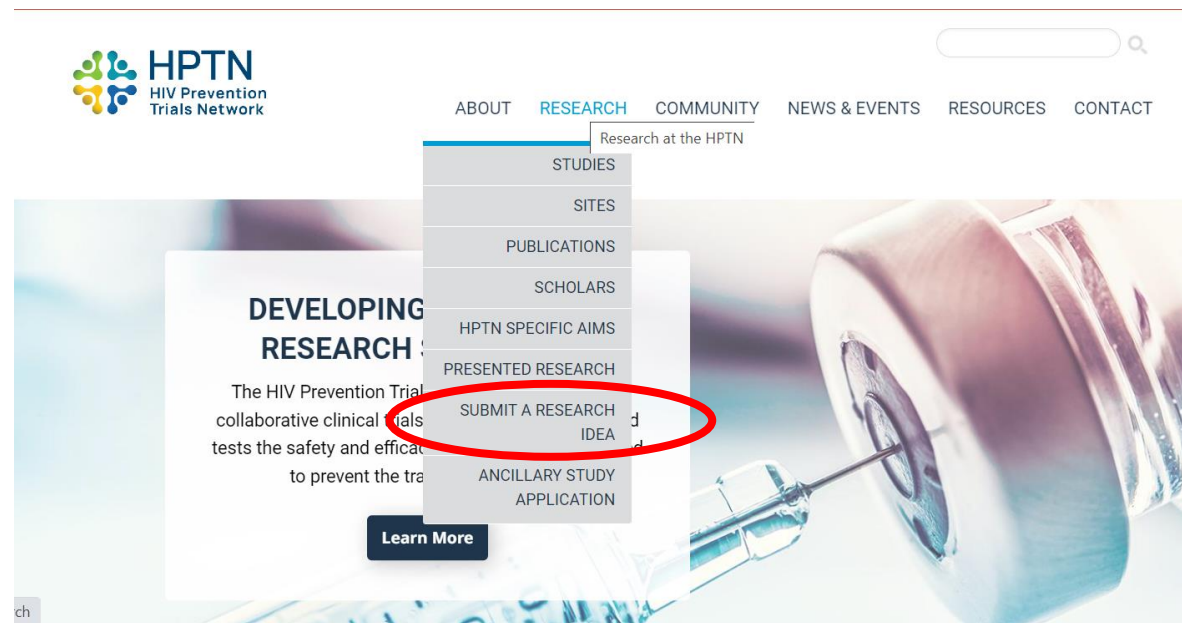 HPTN
HIV Prevention
Trials Network
ABOUT RESEARCH COMMUNITY NEWS & EVENTS RESOURCES CONTACT
Research at the HPTN
STUDIES
SITES
PUBLICATIONS
SCHOLARS
HPTN SPECIFIC AIMS
PRESENTED RESEARCH
SUBMIT A RESEARCH
IDEA
ANCILLARY STUDY
APPLICATION
DEVELOPING
RESEARCH
The HIV Prevention Trial
collaborative clinical trials
tests the safety and efficac
to prevent the tra
Learn More
rch